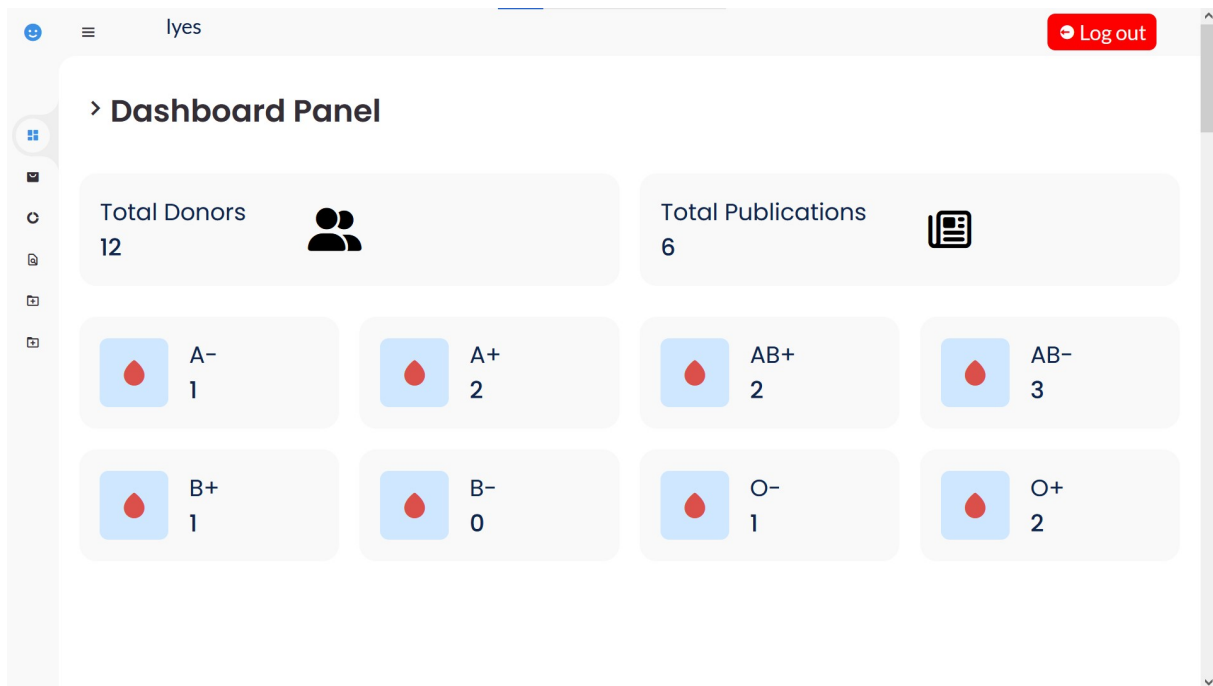 lyes
Log out
Dashboard Panel
Total Donors
12
Total Publications
6
A-
1
A+
2
AB+
2
AB-
3
B+
1
B-
0
O-
1
O+
2